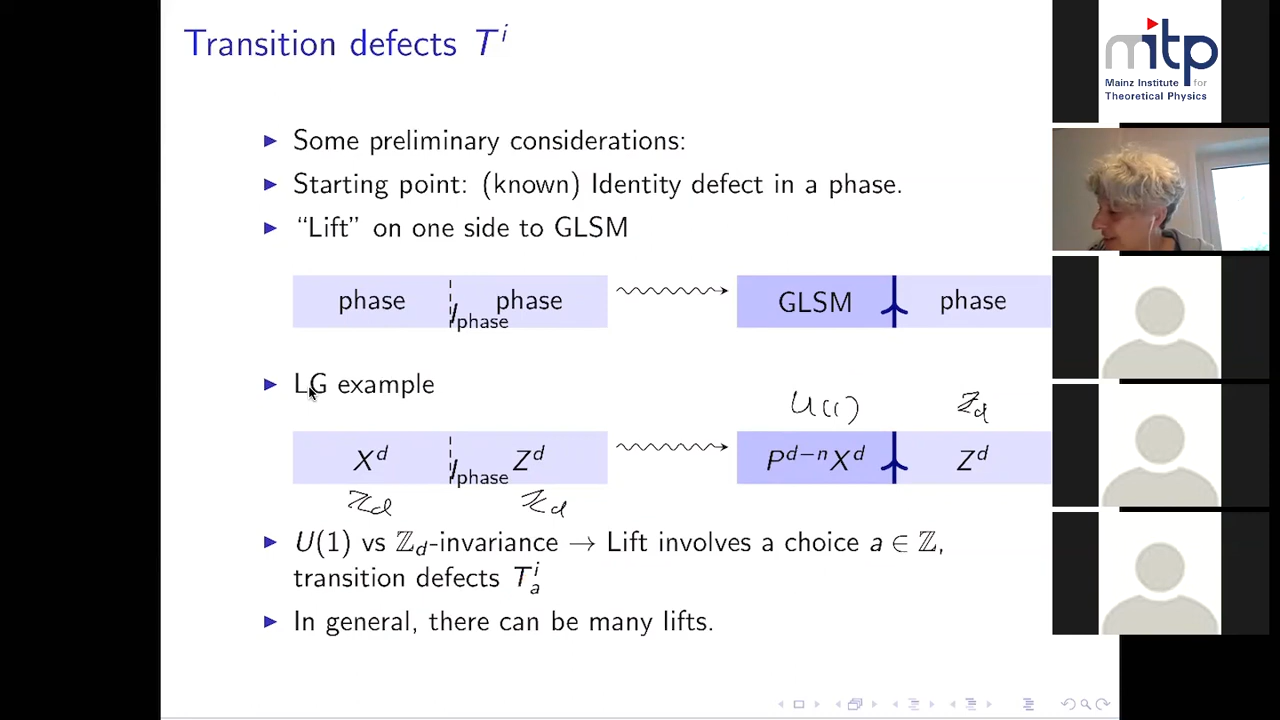 Transition defects T^i
mitp
Mainz Institute for
Theoretical Physics
▶ Some preliminary considerations:
▶ Starting point: (known) Identity defect in a phase.
▶ “Lift” on one side to GLSM
phase I_phase phase GLSM phase
▶ LG example
U(1) ℤ_d
X^d I_phase Z^d P^{d−n}X^d Z^d
ℤ_d ℤ_d
▶ U(1) vs ℤ_d-invariance → Lift involves a choice a ∈ ℤ,
transition defects T^i_a
▶ In general, there can be many lifts.